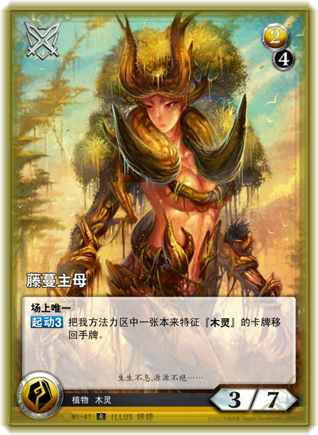 2
4
藤蔓主母
场上唯一
起动3 把我方法力区中一张本来特征『木灵』的卡牌移
回手牌。
生生不息,源源不绝……
植物 木灵
3/7
M1-47 R ILLUS 婷婷